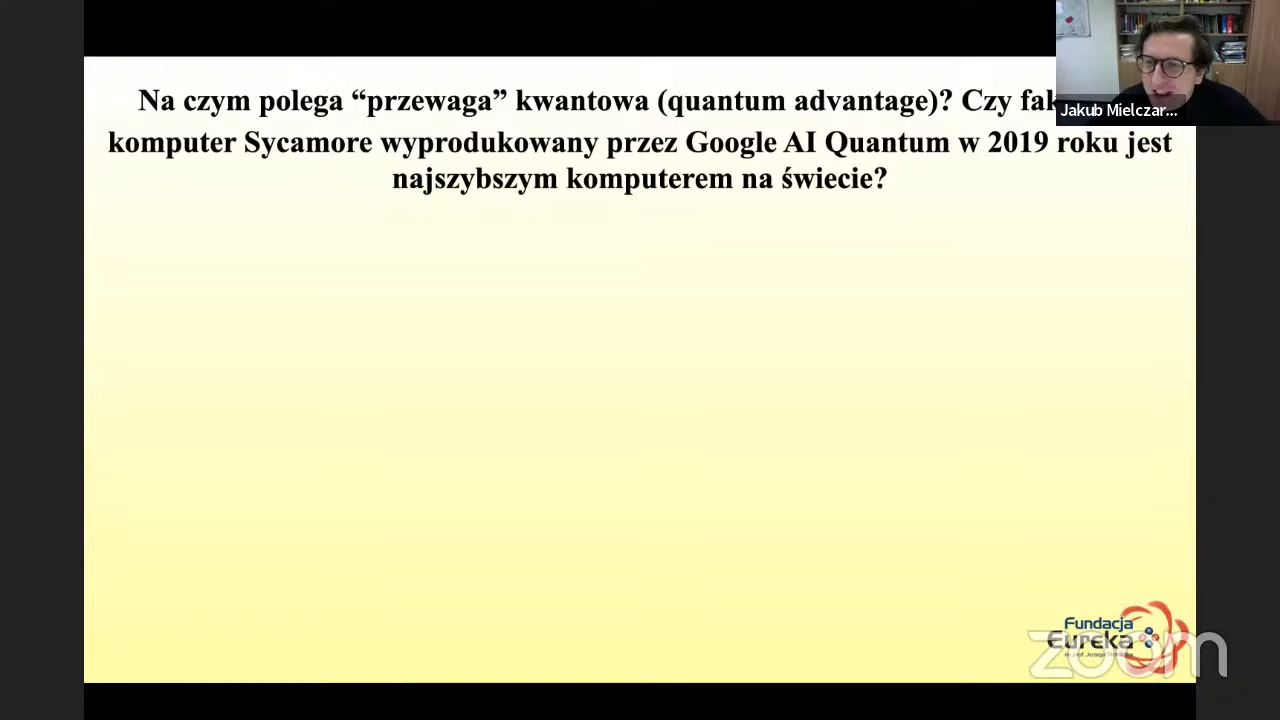 Na czym polega “przewaga” kwantowa (quantum advantage)? Czy
Jakub Mielczar...
komputer Sycamore wyprodukowany przez Google AI Quantum w 2019 roku jest
najszybszym komputerem na świecie?
Fundacja
Eureka
zoom